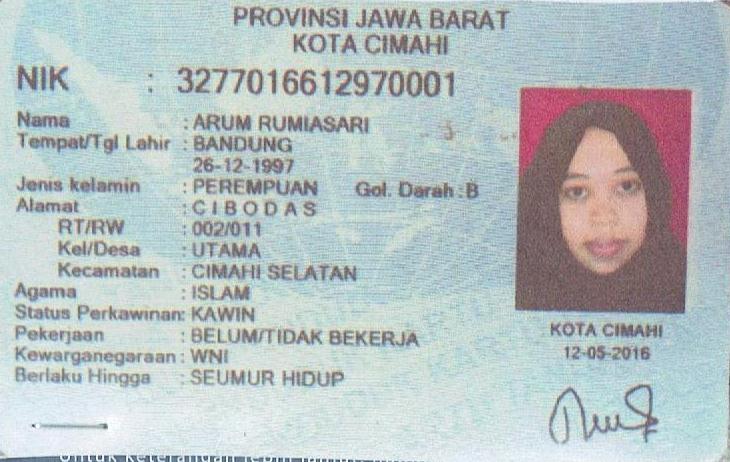 PROVINSI JAWA BARAT
KOTA CIMAHI
NIK : 3277016612970001
Nama : ARUM RUMIASARI
Tempat/Tgl Lahir : BANDUNG
26-12-1997
Jenis kelamin : PEREMPUAN Gol. Darah : B
Alamat : C I B O D A S
RT/RW : 002/011
Kel/Desa : UTAMA
Kecamatan : CIMAHI SELATAN
Agama : ISLAM
Status Perkawinan: KAWIN
Pekerjaan : BELUM/TIDAK BEKERJA
Kewarganegaraan : WNI
Berlaku Hingga : SEUMUR HIDUP
KOTA CIMAHI
12-05-2016